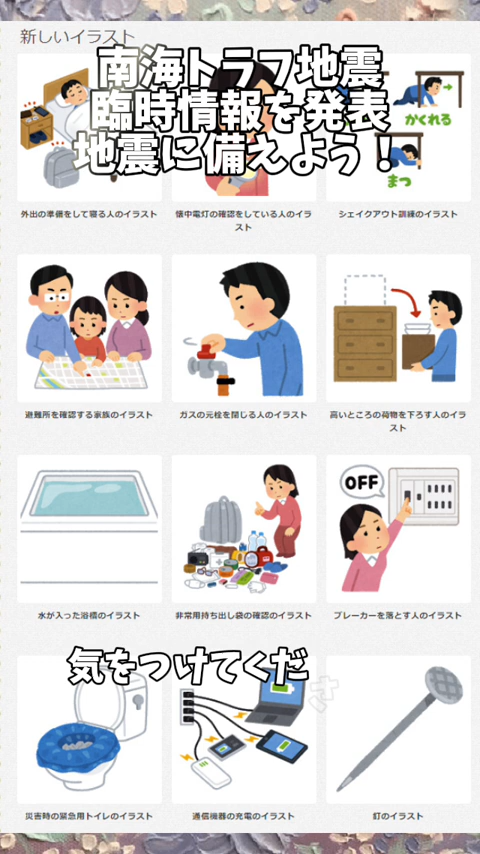 新しいイラスト
南海トラフ地震
臨時情報を発表
地震に備えよう！
かくれる
まつ
外出の準備をして寝る人のイラスト
懐中電灯の確認をしている人のイラ
スト
シェイクアウト訓練のイラスト
避難所を確認する家族のイラスト
ガスの元栓を閉じる人のイラスト
高いところの荷物を下ろす人のイラ
スト
OFF
水が入った浴槽のイラスト
非常用持ち出し袋の確認のイラスト
ブレーカーを落とす人のイラスト
気をつけてくださ
災害時の緊急用トイレのイラスト
通信機器の充電のイラスト
釘のイラスト